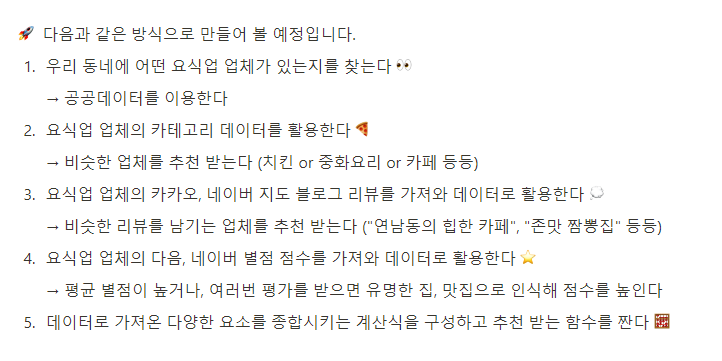 🚀 다음과 같은 방식으로 만들어 볼 예정입니다.
1. 우리 동네에 어떤 요식업 업체가 있는지를 찾는다 👀
→ 공공데이터를 이용한다
2. 요식업 업체의 카테고리 데이터를 활용한다 🍕
→ 비슷한 업체를 추천 받는다 (치킨 or 중화요리 or 카페 등등)
3. 요식업 업체의 카카오, 네이버 지도 블로그 리뷰를 가져와 데이터로 활용한다 💭
→ 비슷한 리뷰를 남기는 업체를 추천 받는다 ("연남동의 힙한 카페", "존맛 짬뽕집" 등등)
4. 요식업 업체의 다음, 네이버 별점 점수를 가져와 데이터로 활용한다 ⭐
→ 평균 별점이 높거나, 여러번 평가를 받으면 유명한 집, 맛집으로 인식해 점수를 높인다
5. 데이터로 가져온 다양한 요소를 종합시키는 계산식을 구성하고 추천 받는 함수를 짠다 🧮